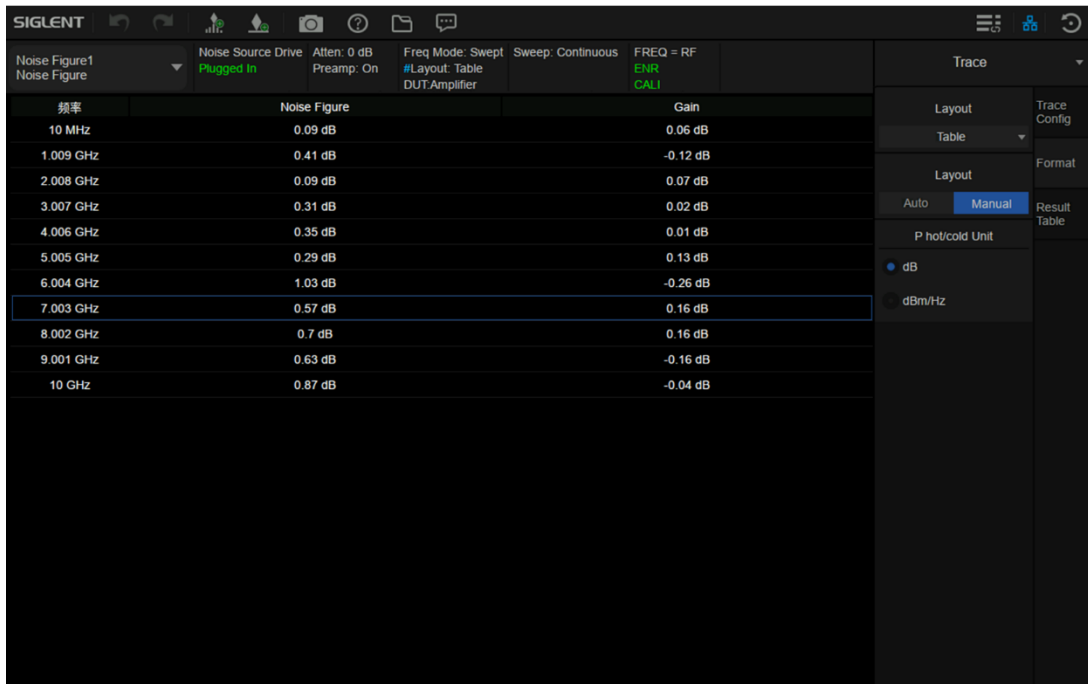 SIGLENT
Noise Figure1
Noise Figure
Noise Source Drive
Plugged In
Atten: 0 dB
Preamp: On
Freq Mode: Swept
#Layout: Table
DUT:Amplifier
Sweep: Continuous
FREQ = RF
ENR
CALI
频率 Noise Figure Gain
10 MHz 0.09 dB 0.06 dB
1.009 GHz 0.41 dB -0.12 dB
2.008 GHz 0.09 dB 0.07 dB
3.007 GHz 0.31 dB 0.02 dB
4.006 GHz 0.35 dB 0.01 dB
5.005 GHz 0.29 dB 0.13 dB
6.004 GHz 1.03 dB -0.26 dB
7.003 GHz 0.57 dB 0.16 dB
8.002 GHz 0.7 dB 0.16 dB
9.001 GHz 0.63 dB -0.16 dB
10 GHz 0.87 dB -0.04 dB
Trace
Layout
Table
Layout
Auto Manual
P hot/cold Unit
dB
dBm/Hz
Trace
Config
Format
Result
Table